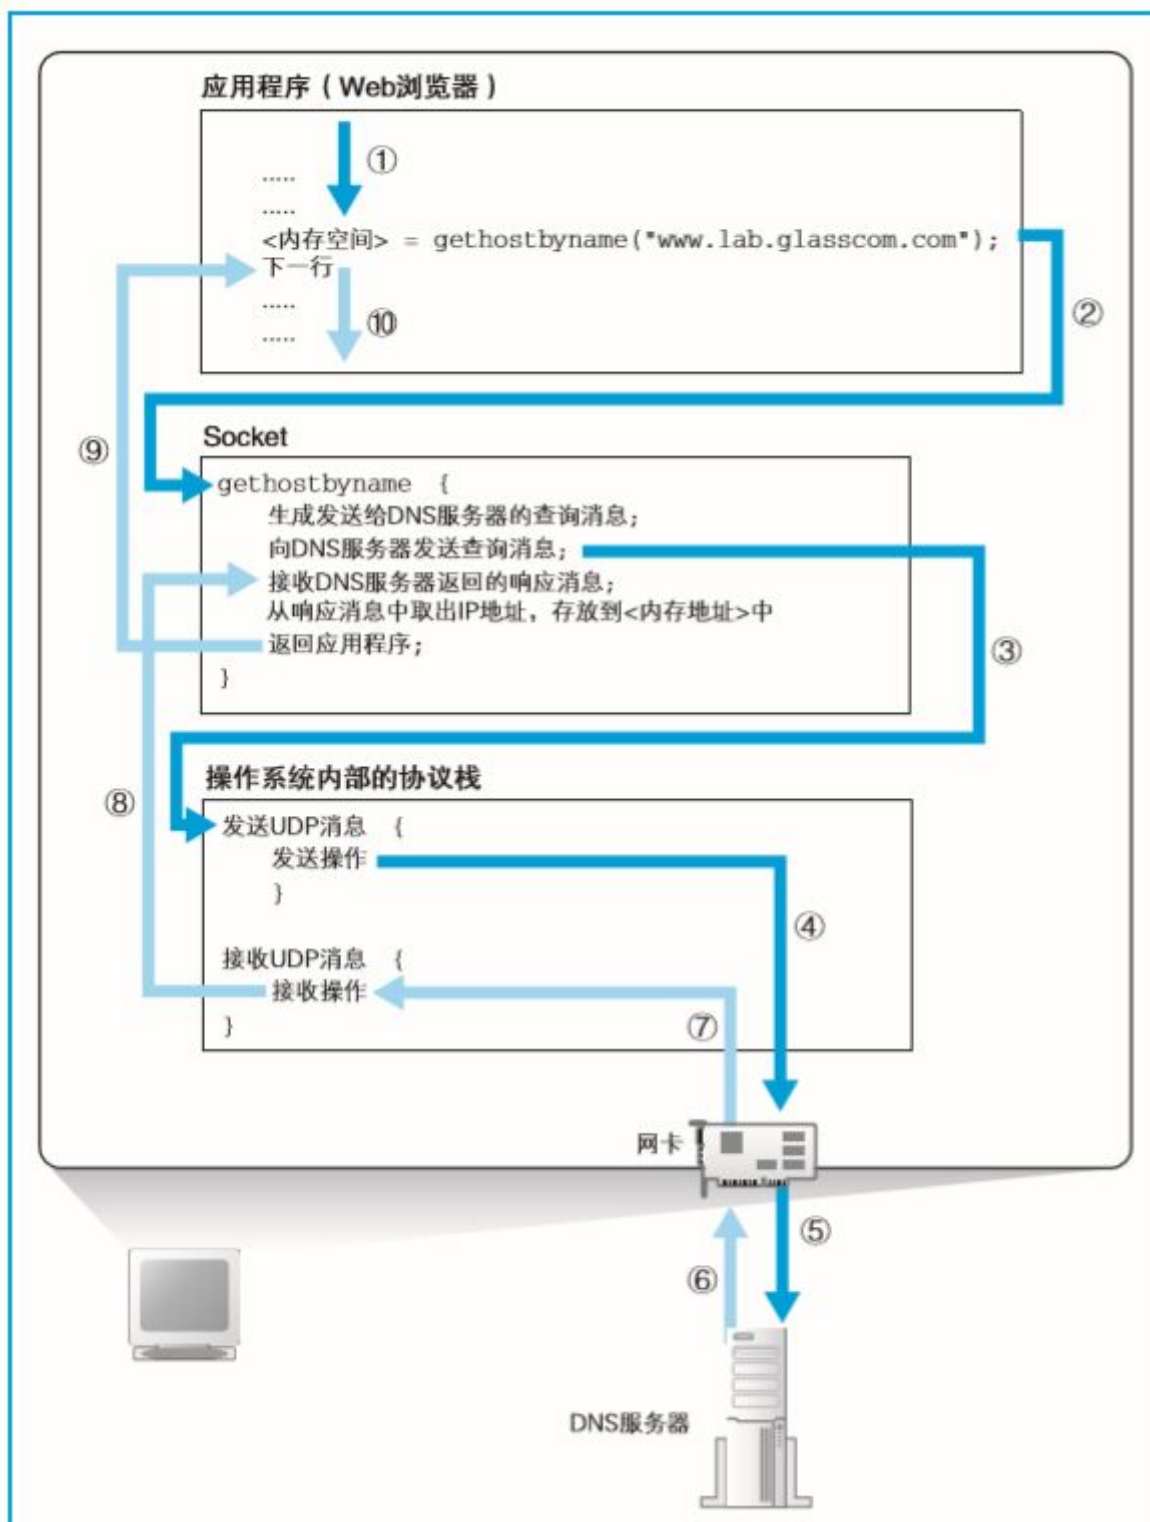 应用程序（Web浏览器）
①
.....
.....
<内存空间> = gethostbyname("www.lab.glasscom.com");
下一行
②
.....
⑩
.....
Socket
⑨
gethostbyname {
生成发送给DNS服务器的查询消息;
向DNS服务器发送查询消息;
接收DNS服务器返回的响应消息;
从响应消息中取出IP地址，存放到<内存地址>中
返回应用程序;
③
}
操作系统内部的协议栈
⑧
发送UDP消息 {
发送操作
}
④
接收UDP消息 {
接收操作
}
⑦
网卡
⑤
⑥
DNS服务器